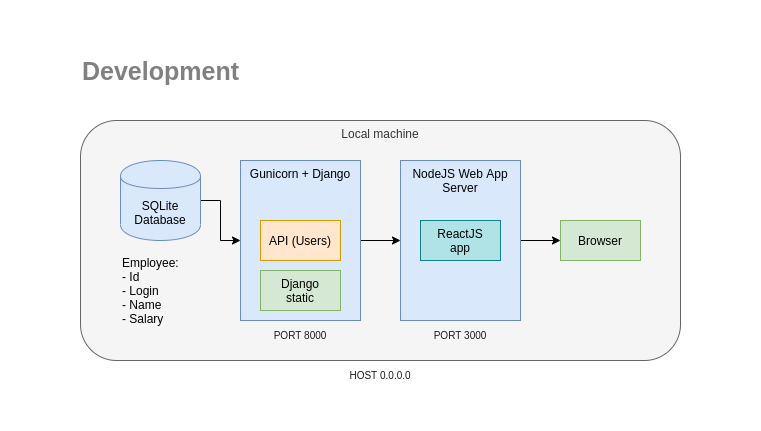 Development
Local machine
SQLite
Database
Gunicorn + Django
API (Users)
Django
static
NodeJS Web App
Server
ReactJS
app
Browser
Employee:
- Id
- Login
- Name
- Salary
PORT 8000
PORT 3000
HOST 0.0.0.0